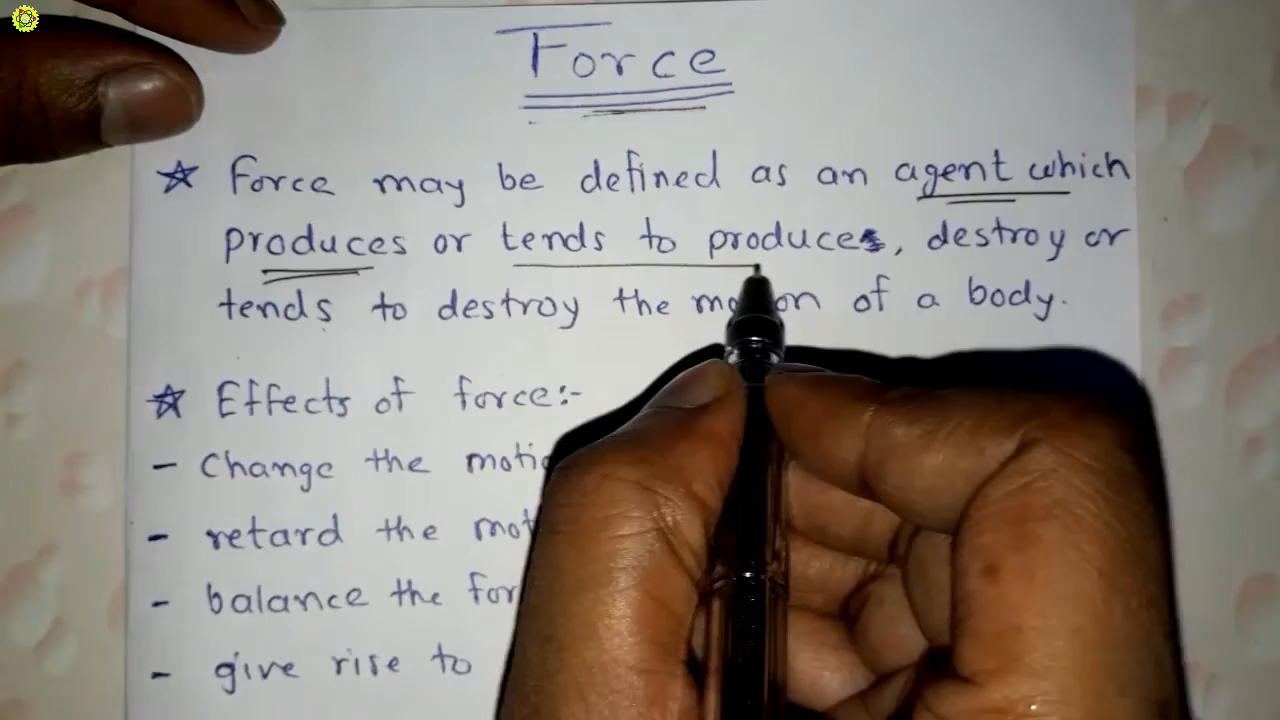 Force
☆ Force may be defined as an agent which
produces or tends to produces, destroy or
tends to destroy the of a body.
☆ Effects of force:-
- Change the
- retard the
- balance the
- give rise to